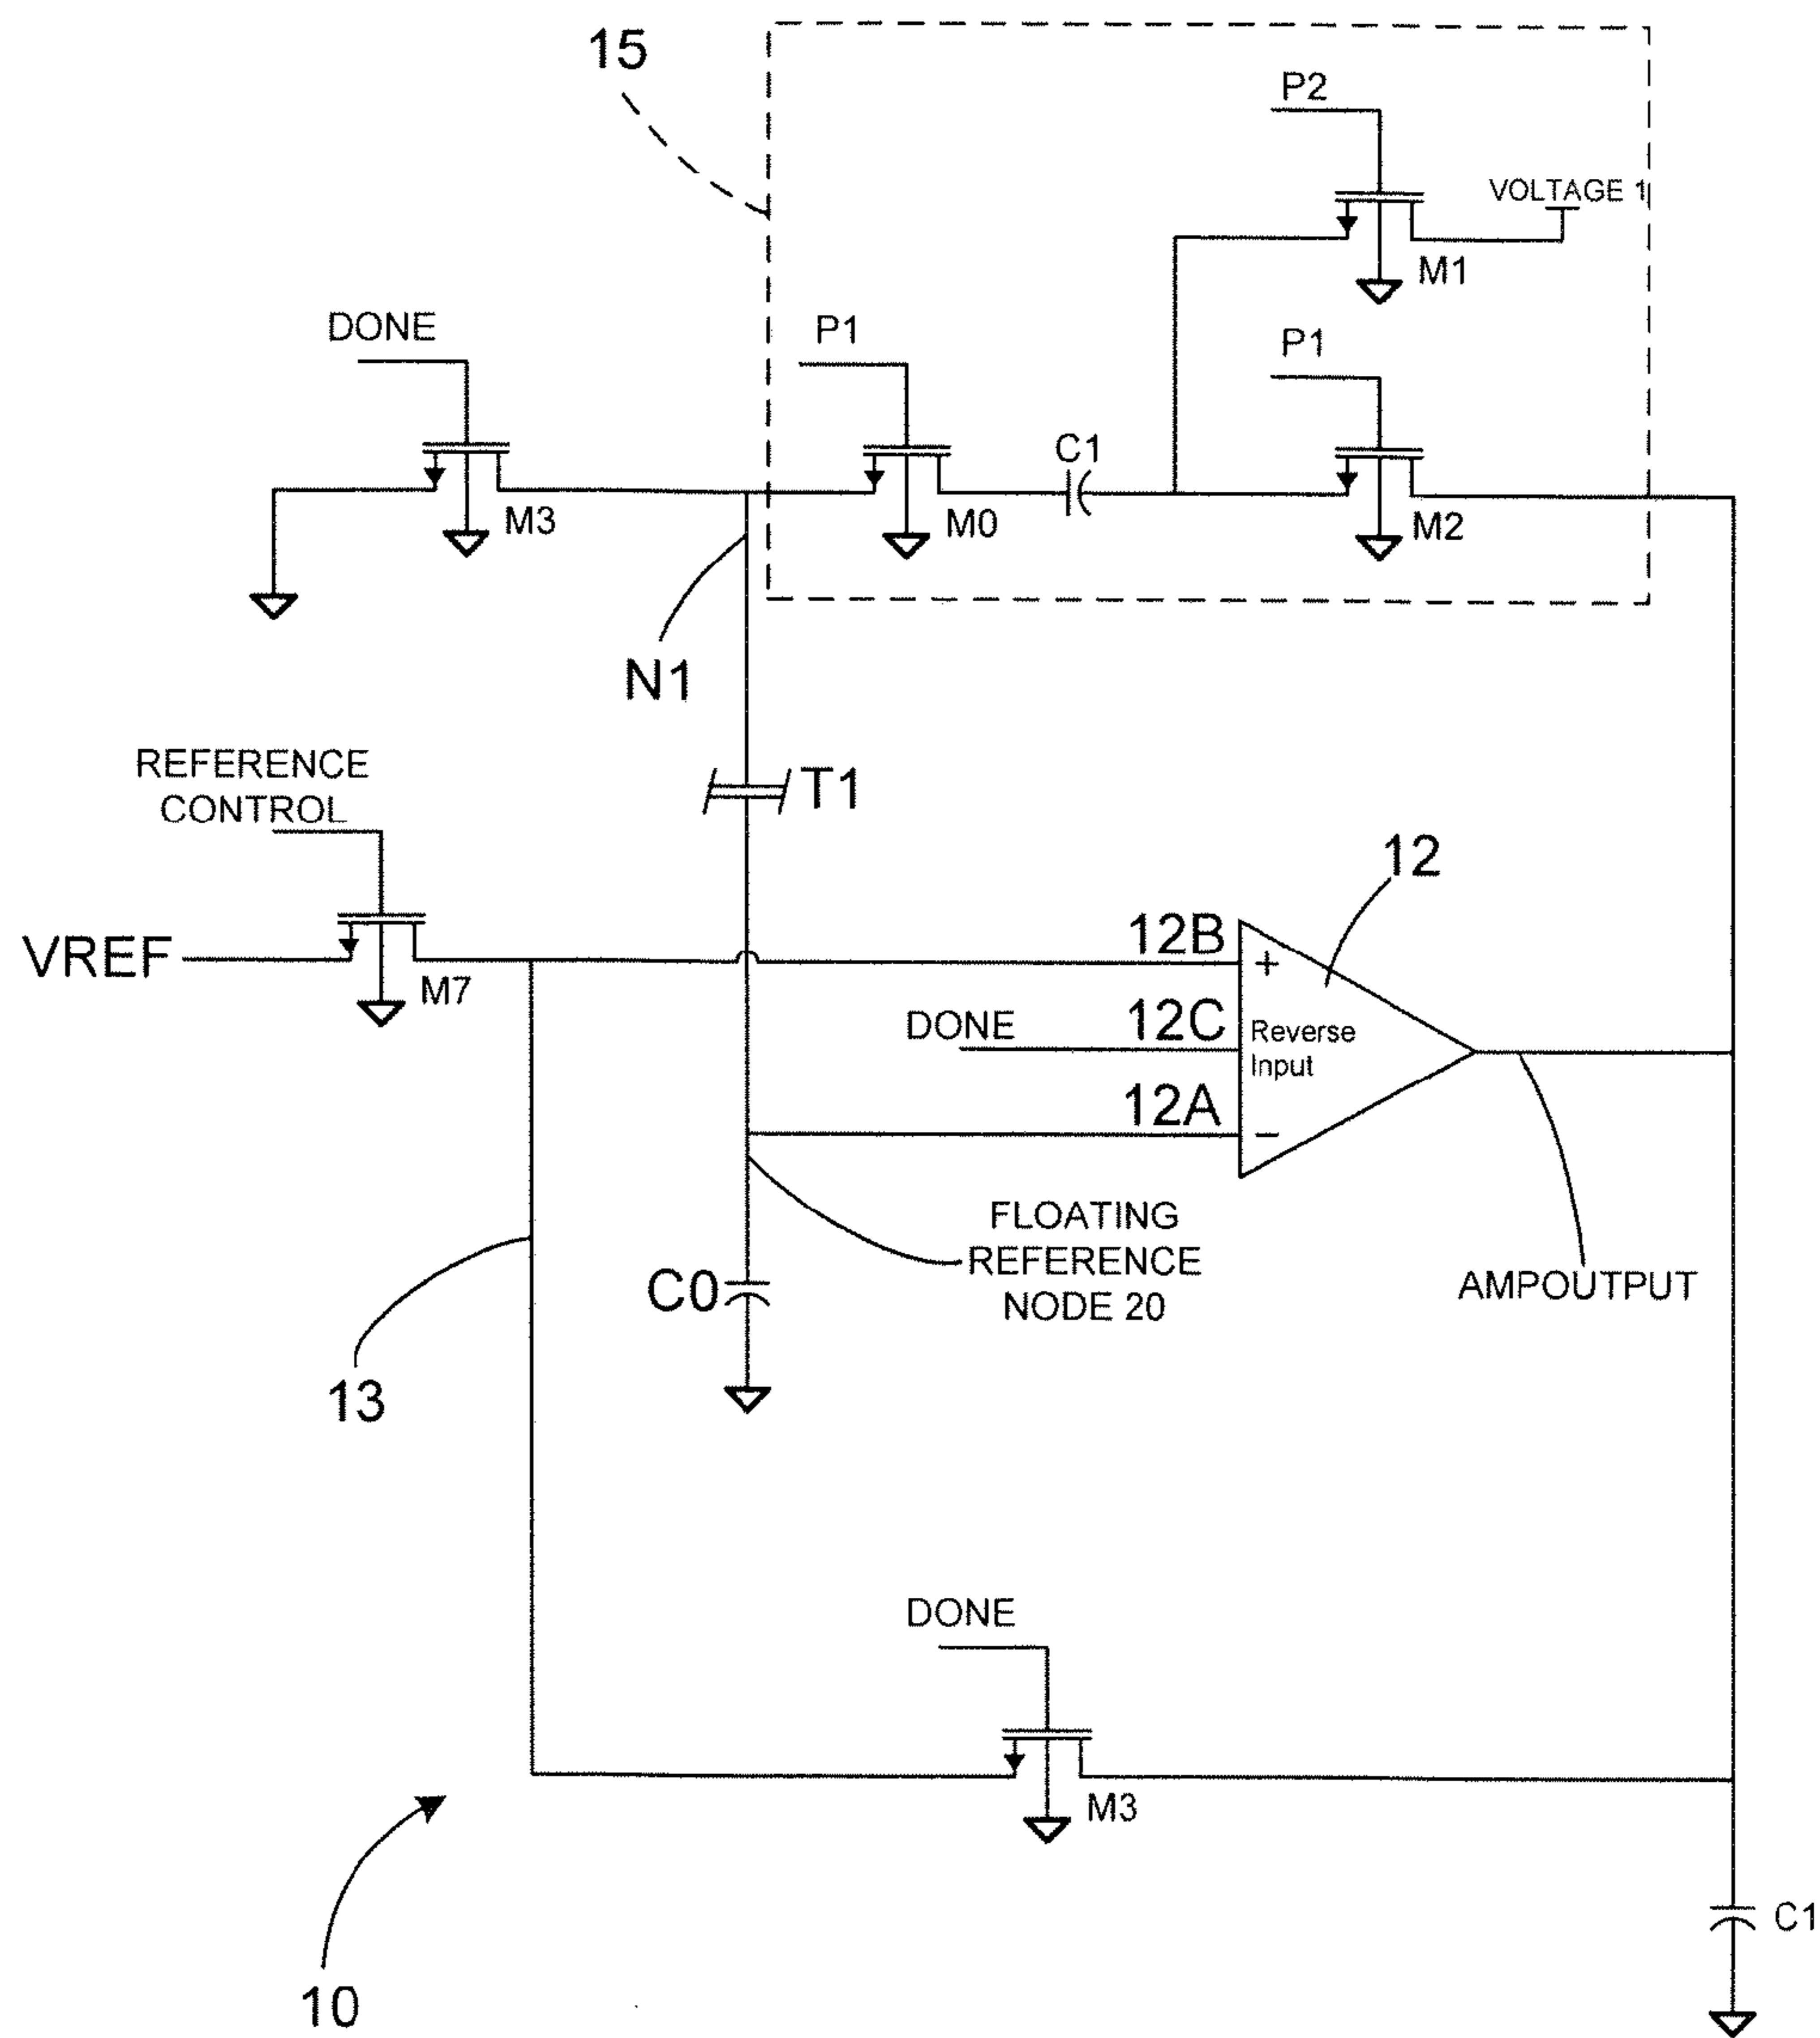 15
P2
VOLTAGE 1
M1
DONE
P1
P1
C1
M3
M0
M2
N1
REFERENCE
CONTROL
T1
12
VREF
M7
12B
+
DONE
12C
Reverse
Input
12A
−
FLOATING
REFERENCE
NODE 20
C0
AMPOUTPUT
13
DONE
M3
C1
10